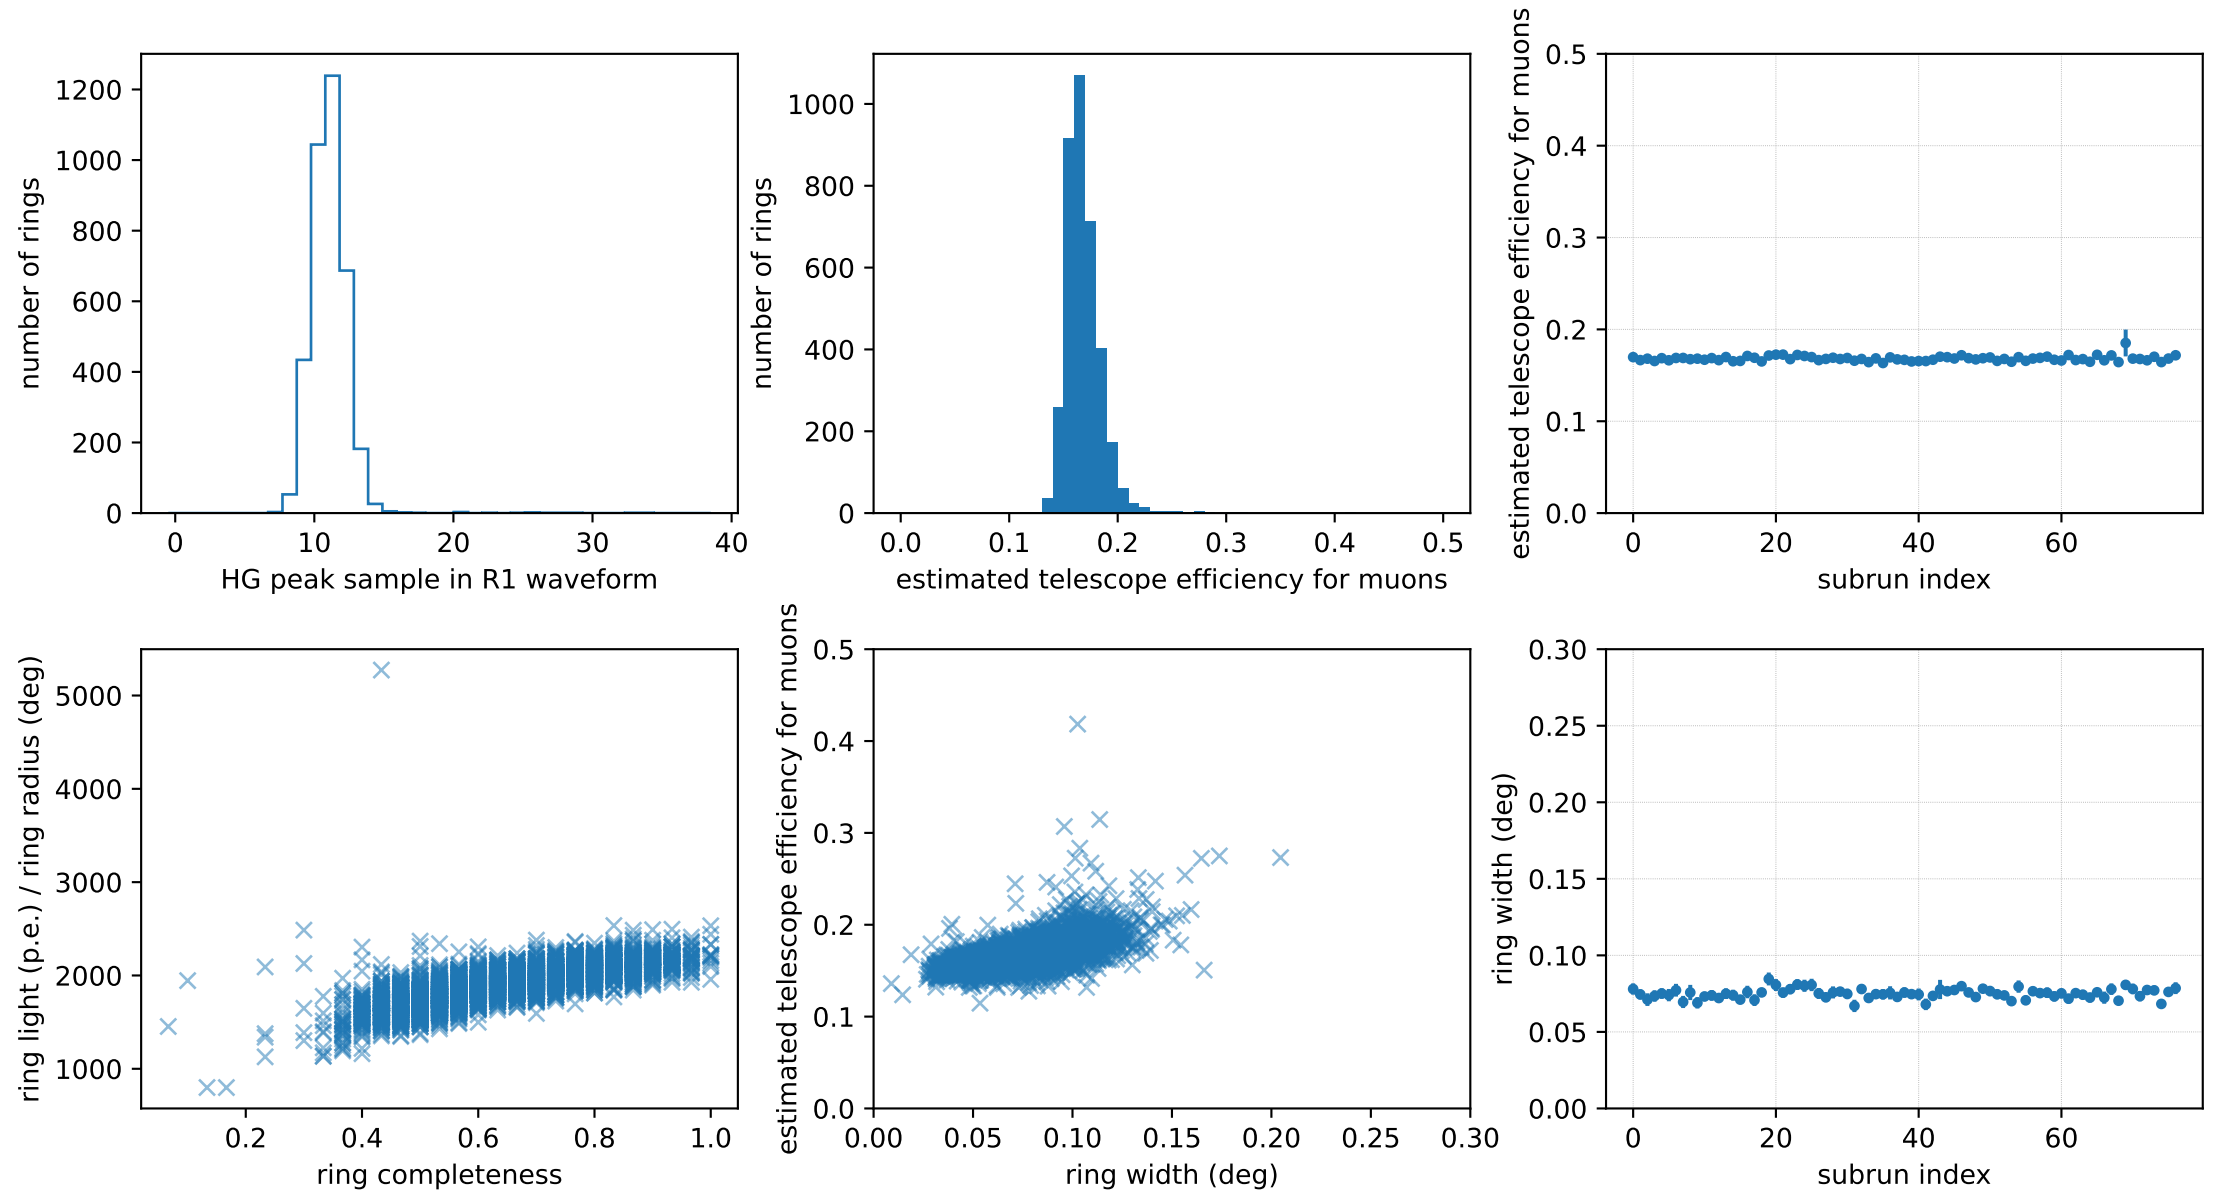 number of rings
1200
1000
800
600
400
200
0
0 10 20 30 40
HG peak sample in R1 waveform
number of rings
1000
800
600
400
200
0
0.0 0.1 0.2 0.3 0.4 0.5
estimated telescope efficiency for muons
estimated telescope efficiency for muons
0.5
0.4
0.3
0.2
0.1
0.0
0 20 40 60
subrun index
ring light (p.e.) / ring radius (deg)
5000
4000
3000
2000
1000
0.2 0.4 0.6 0.8 1.0
ring completeness
estimated telescope efficiency for muons
0.5
0.4
0.3
0.2
0.1
0.0
0.00 0.05 0.10 0.15 0.20 0.25 0.30
ring width (deg)
ring width (deg)
0.30
0.25
0.20
0.15
0.10
0.05
0.00
0 20 40 60
subrun index